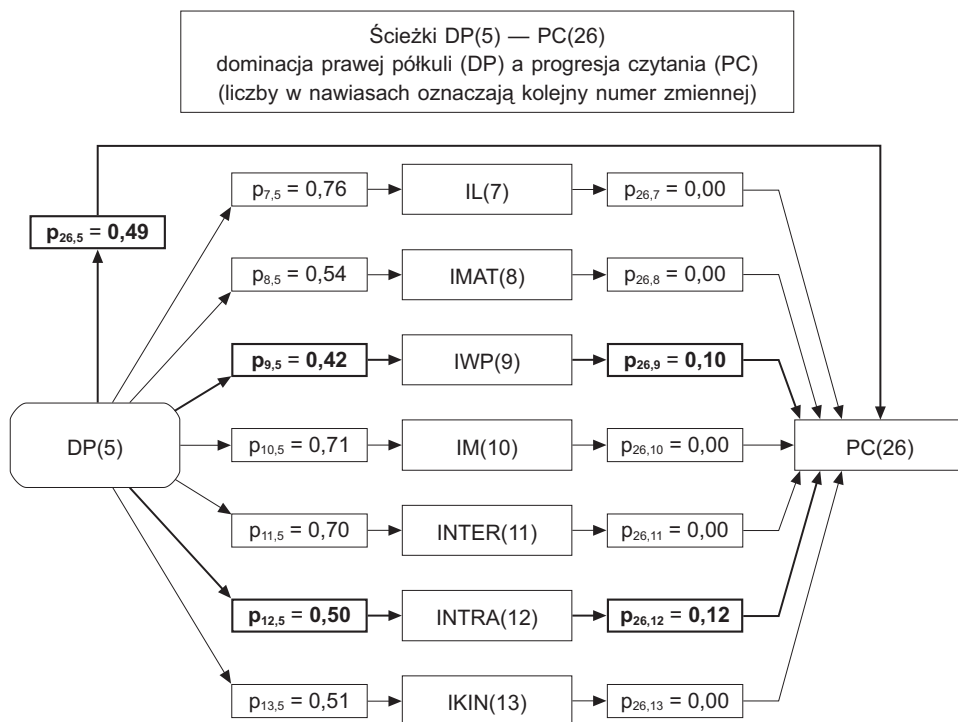 Ścieżki DP(5) — PC(26)
dominacja prawej półkuli (DP) a progresja czytania (PC)
(liczby w nawiasach oznaczają kolejny numer zmiennej)
p26,5 = 0,49
p7,5 = 0,76
IL(7)
p26,7 = 0,00
p8,5 = 0,54
IMAT(8)
p26,8 = 0,00
p9,5 = 0,42
IWP(9)
p26,9 = 0,10
DP(5)
p10,5 = 0,71
IM(10)
p26,10 = 0,00
PC(26)
p11,5 = 0,70
INTER(11)
p26,11 = 0,00
p12,5 = 0,50
INTRA(12)
p26,12 = 0,12
p13,5 = 0,51
IKIN(13)
p26,13 = 0,00